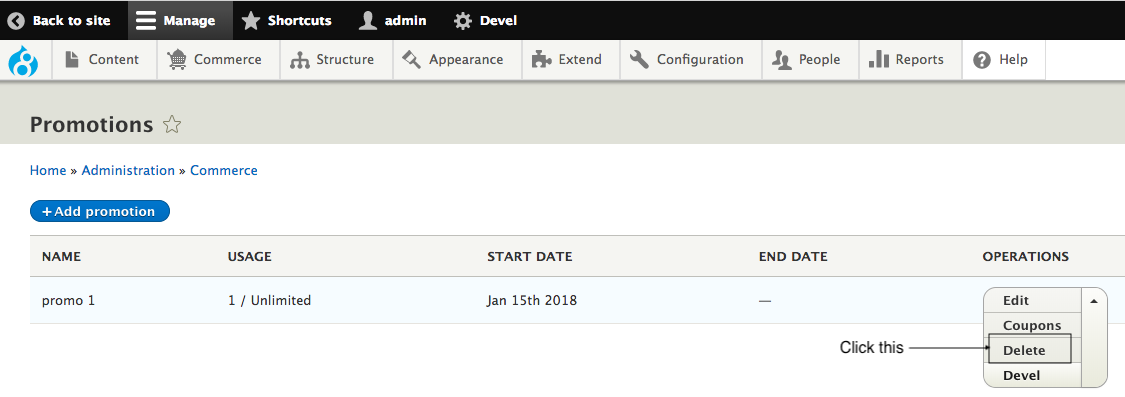 Back to site Manage Shortcuts admin Devel
Content Commerce Structure Appearance Extend Configuration People Reports Help
Promotions
Home » Administration » Commerce
+ Add promotion
NAME USAGE START DATE END DATE OPERATIONS
promo 1 1 / Unlimited Jan 15th 2018 — Edit
Coupons
Click this Delete
Devel